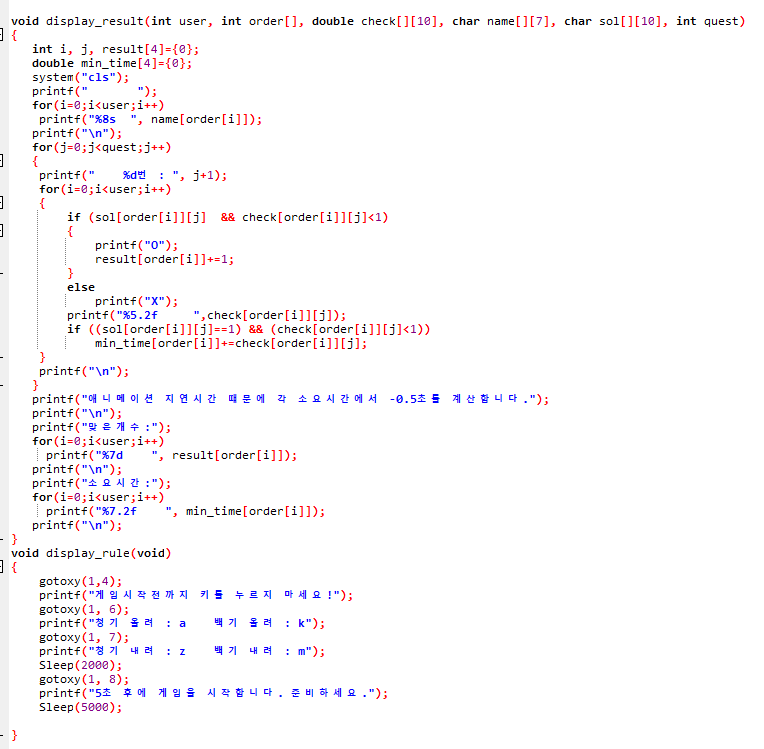 void display_result(int user, int order[], double check[][10], char name[][7], char sol[][10], int quest)
{
int i, j, result[4]={0};
double min_time[4]={0};
system("cls");
printf("       ");
for(i=0;i<user;i++)
printf("%8s  ", name[order[i]]);
printf("\n");
for(j=0;j<quest;j++)
{
printf("    %d번 : ", j+1);
for(i=0;i<user;i++)
{
if (sol[order[i]][j]  && check[order[i]][j]<1)
{
printf("O");
result[order[i]]+=1;
}
else
printf("X");
printf("%5.2f     ",check[order[i]][j]);
if ((sol[order[i]][j]==1) && (check[order[i]][j]<1))
min_time[order[i]]+=check[order[i]][j];
}
printf("\n");
}
printf("애니메이션 지연시간 때문에 각 소요시간에서 -0.5초를 계산합니다.");
printf("\n");
printf("맞은개수:");
for(i=0;i<user;i++)
printf("%7d    ", result[order[i]]);
printf("\n");
printf("소요시간:");
for(i=0;i<user;i++)
printf("%7.2f    ", min_time[order[i]]);
printf("\n");
}
void display_rule(void)
{
gotoxy(1,4);
printf("게임시작전까지 키를 누르지 마세요!");
gotoxy(1, 6);
printf("청기 올려 : a    백기 올려 : k");
gotoxy(1, 7);
printf("청기 내려 : z    백기 내려 : m");
Sleep(2000);
gotoxy(1, 8);
printf("5초 후에 게임을 시작합니다. 준비하세요.");
Sleep(5000);
}